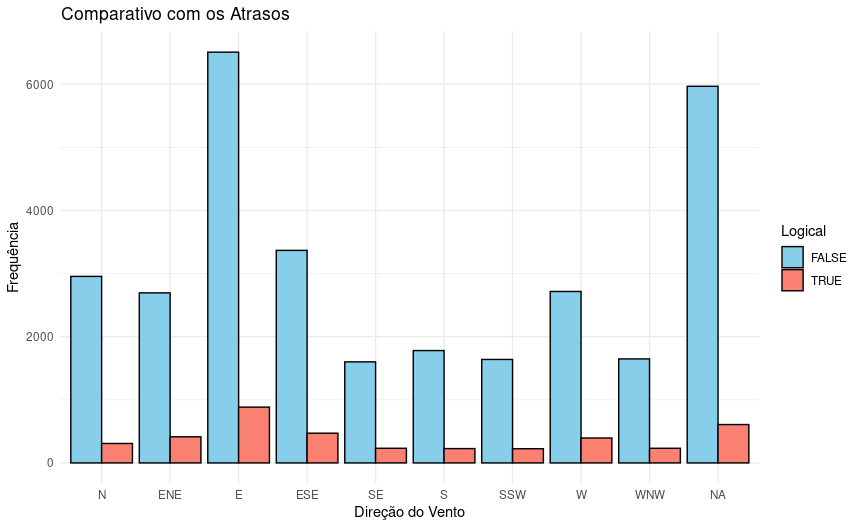 Comparativo com os Atrasos
Frequência
6000
4000
2000
0
N ENE E ESE SE S SSW W WNW NA
Direção do Vento
Logical
FALSE
TRUE